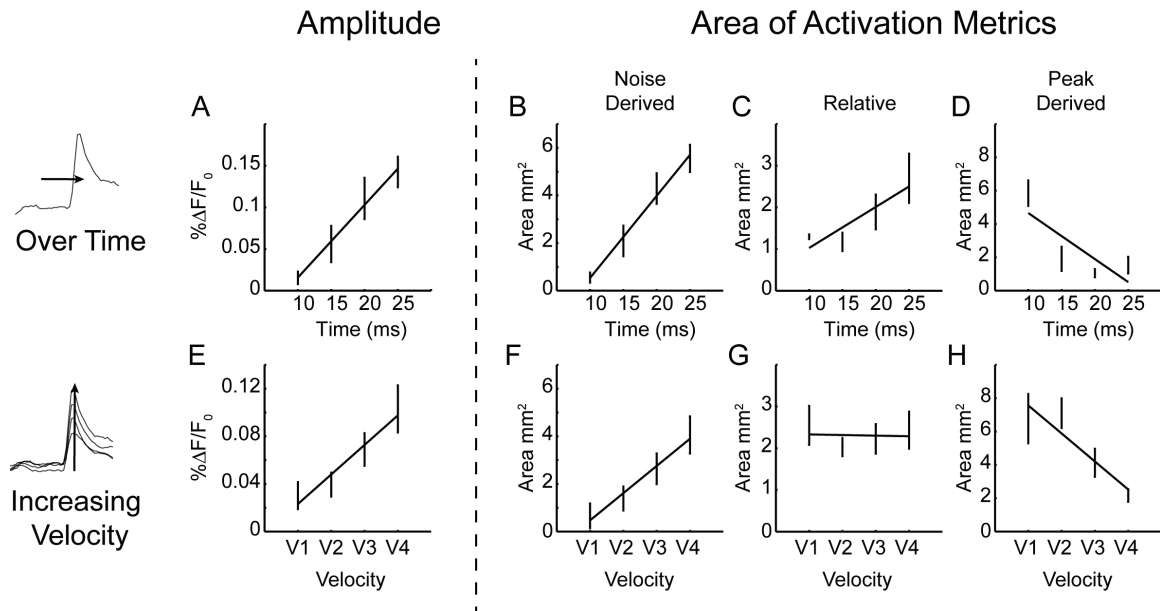 Amplitude
Area of Activation Metrics
Over Time
A
%ΔF/F₀
0.15
0.1
0.05
0
10 15 20 25
Time (ms)
B
Noise
Derived
Area mm²
6
4
2
0
10 15 20 25
Time (ms)
C
Relative
Area mm²
3
2
1
0
10 15 20 25
Time (ms)
D
Peak
Derived
Area mm²
8
6
4
2
0
10 15 20 25
Time (ms)
Increasing
Velocity
E
%ΔF/F₀
0.12
0.08
0.04
0
V1 V2 V3 V4
Velocity
F
Area mm²
6
4
2
0
V1 V2 V3 V4
Velocity
G
Area mm²
3
2
1
0
V1 V2 V3 V4
Velocity
H
Area mm²
8
6
4
2
0
V1 V2 V3 V4
Velocity